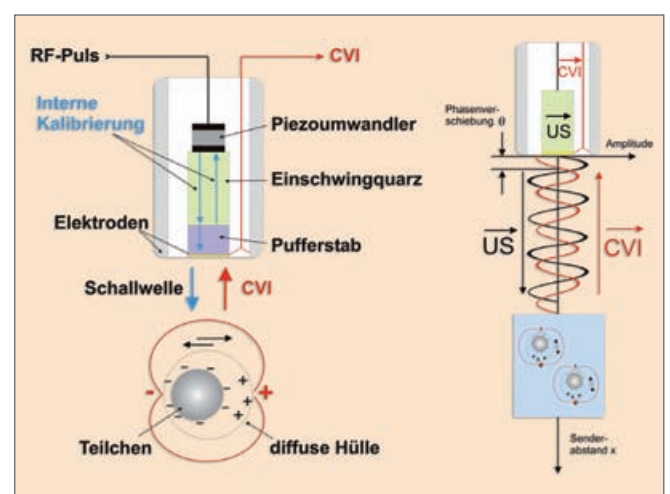 RF-Puls
CVI
Interne
Kalibrierung
Piezoumwandler
Einschwingquarz
Elektroden
Pufferstab
Schallwelle
CVI
-
+
Teilchen
diffuse Hülle
CVI
Phasenver-
schiebung θ
US
Amplitude
US
CVI
Sender-
abstand x